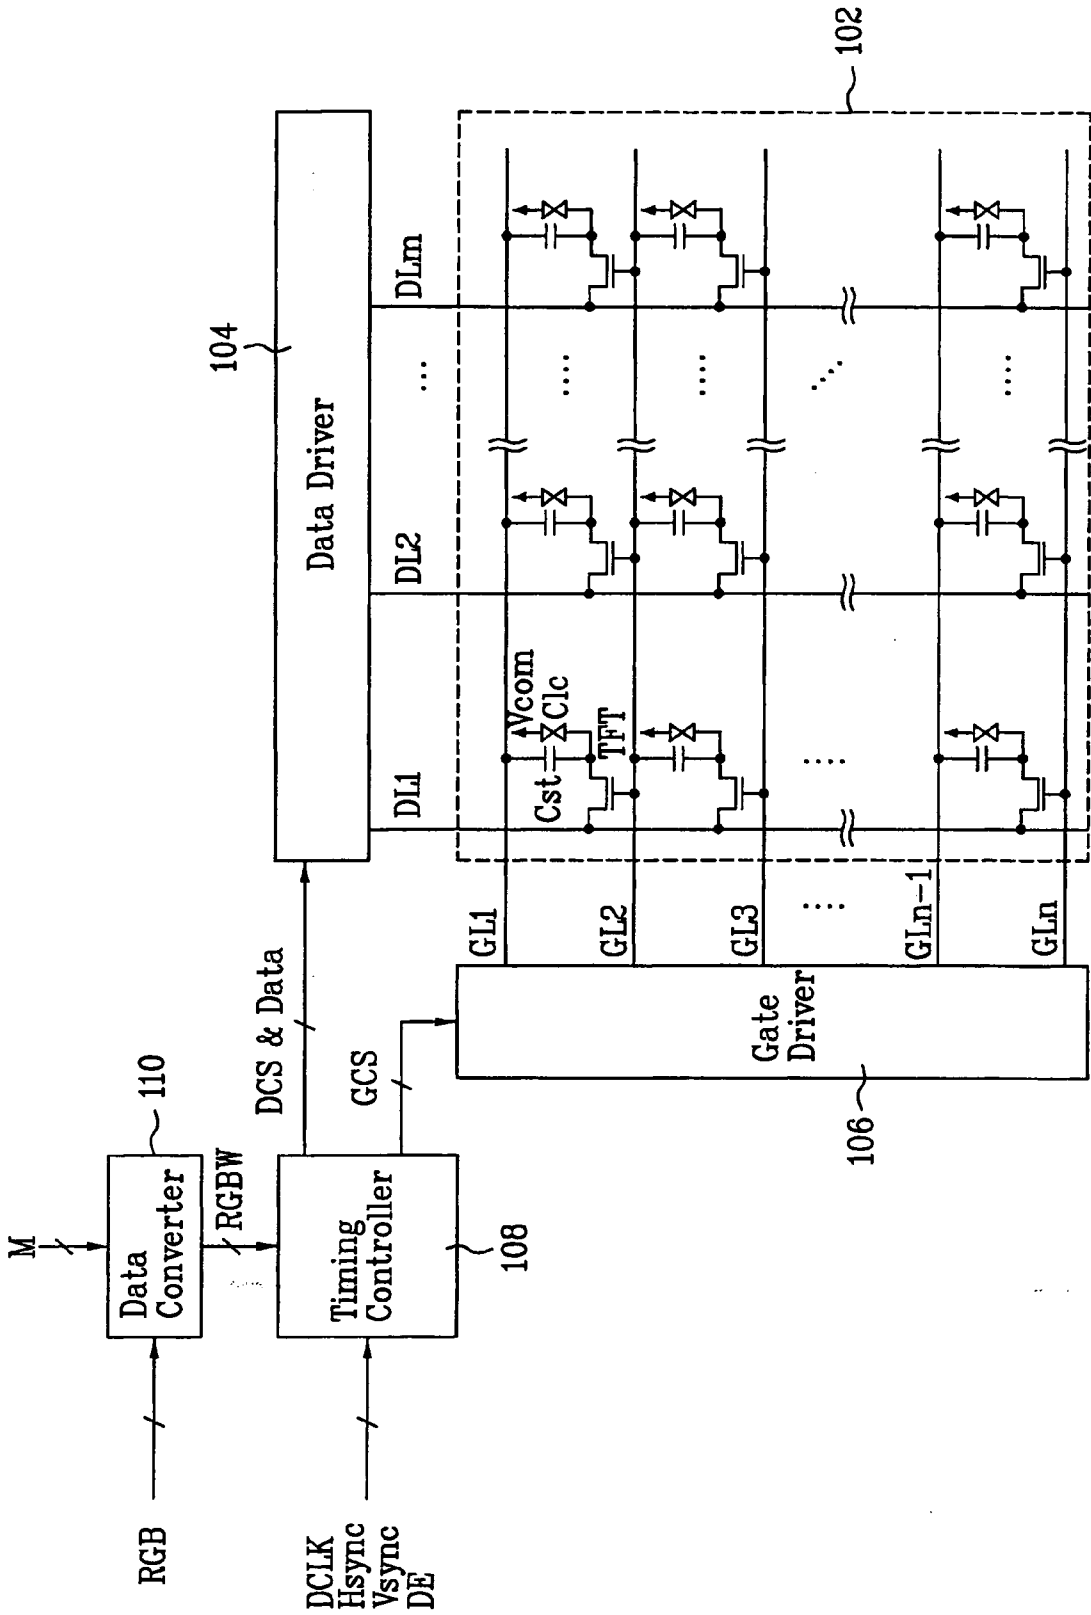 M
RGB
Data
Converter
110
RGBW
DCLK
Hsync
Vsync
DE
Timing
Controller
108
DCS & Data
GCS
Data Driver
104
Gate
Driver
106
DL1
DL2
....
DLm
102
GL1
GL2
GL3
....
GLn-1
GLn
Vcom
Clc
Cst
TFT
....
....
....
....
....